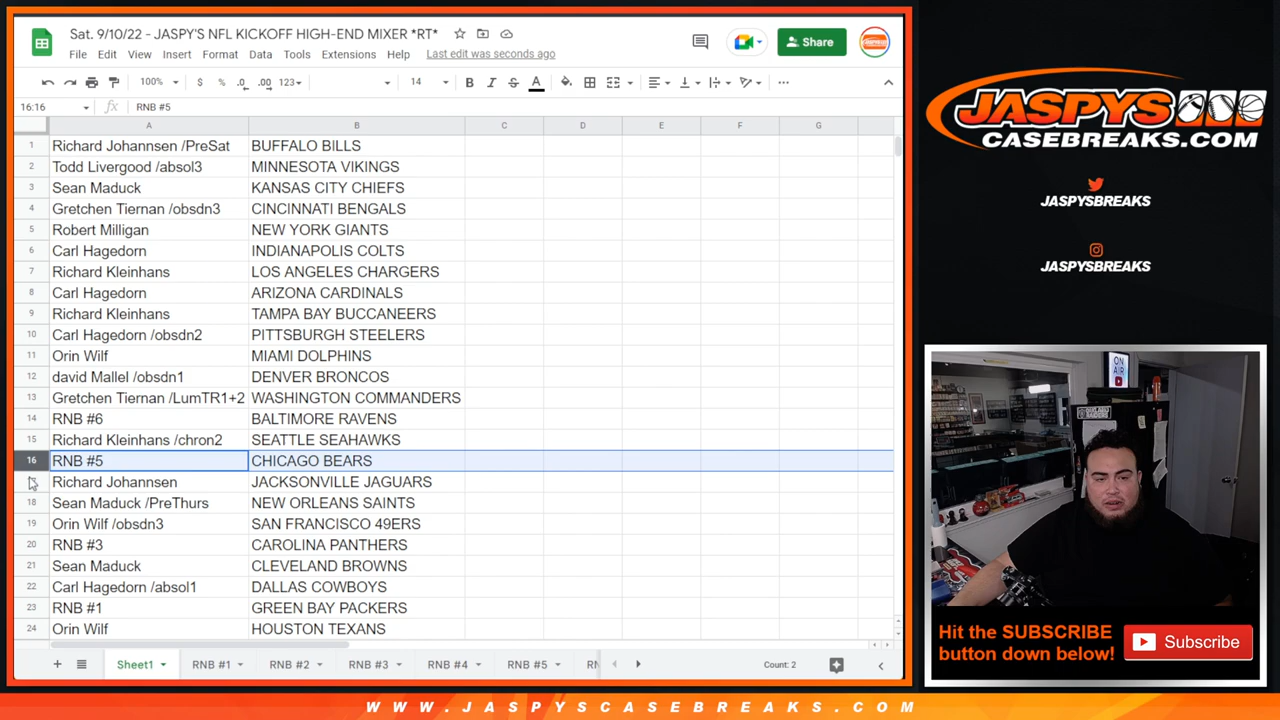 Sat. 9/10/22 - JASPY'S NFL KICKOFF HIGH-END MIXER *RT*
File Edit View Insert Format Data Tools Extensions Help Last edit was seconds ago
Share
100% $ % .0 .00 123 14 B I S A
16:16 fx RNB #5
A B C D E F G
1 Richard Johannsen /PreSat BUFFALO BILLS
2 Todd Livergood /absol3 MINNESOTA VIKINGS
3 Sean Maduck KANSAS CITY CHIEFS
4 Gretchen Tiernan /obsdn3 CINCINNATI BENGALS
5 Robert Milligan NEW YORK GIANTS
6 Carl Hagedorn INDIANAPOLIS COLTS
7 Richard Kleinhans LOS ANGELES CHARGERS
8 Carl Hagedorn ARIZONA CARDINALS
9 Richard Kleinhans TAMPA BAY BUCCANEERS
10 Carl Hagedorn /obsdn2 PITTSBURGH STEELERS
11 Orin Wilf MIAMI DOLPHINS
12 david Mallel /obsdn1 DENVER BRONCOS
13 Gretchen Tiernan /LumTR1+2 WASHINGTON COMMANDERS
14 RNB #6 BALTIMORE RAVENS
15 Richard Kleinhans /chron2 SEATTLE SEAHAWKS
16 RNB #5 CHICAGO BEARS
Richard Johannsen JACKSONVILLE JAGUARS
18 Sean Maduck /PreThurs NEW ORLEANS SAINTS
19 Orin Wilf /obsdn3 SAN FRANCISCO 49ERS
20 RNB #3 CAROLINA PANTHERS
21 Sean Maduck CLEVELAND BROWNS
22 Carl Hagedorn /absol1 DALLAS COWBOYS
23 RNB #1 GREEN BAY PACKERS
24 Orin Wilf HOUSTON TEXANS
Sheet1 RNB #1 RNB #2 RNB #3 RNB #4 RNB #5 Count: 2
JASPYS
CASEBREAKS.COM
JASPYSBREAKS
JASPYSBREAKS
ON
AIR
Hit the SUBSCRIBE
button down below!
Subscribe
WWW.JASPYSCASEBREAKS.COM